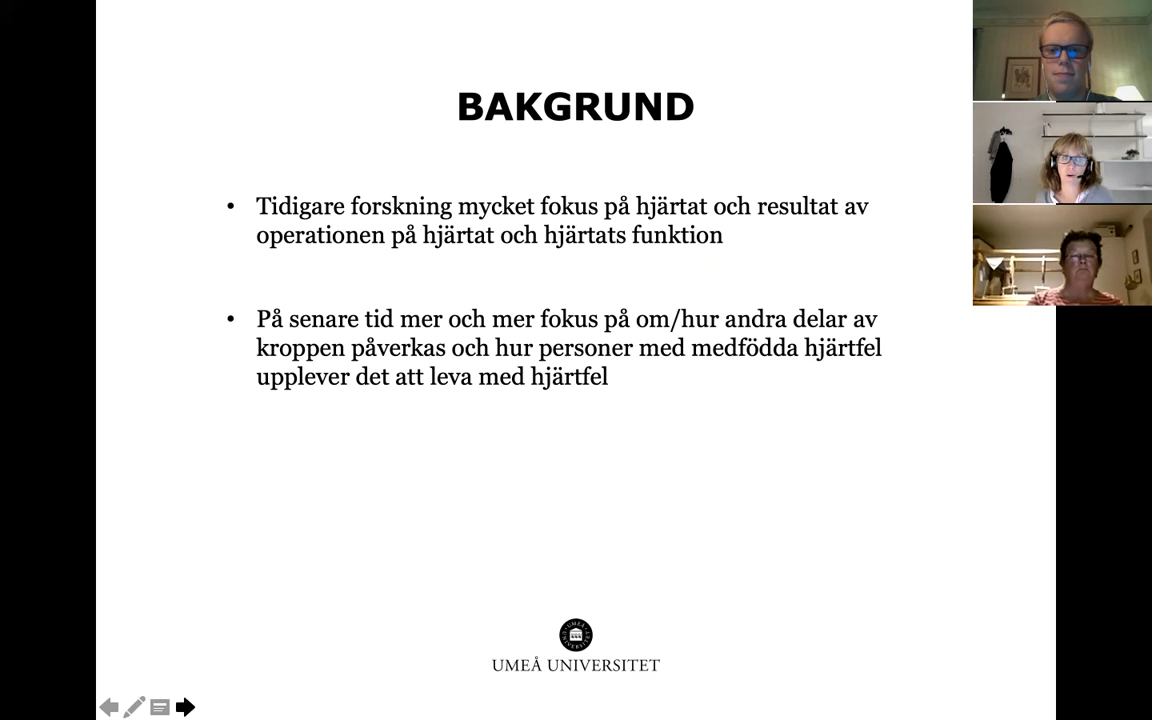 BAKGRUND
• Tidigare forskning mycket fokus på hjärtat och resultat av
operationen på hjärtat och hjärtats funktion
• På senare tid mer och mer fokus på om/hur andra delar av
kroppen påverkas och hur personer med medfödda hjärtfel
upplever det att leva med hjärtfel
UMEÅ UNIVERSITET